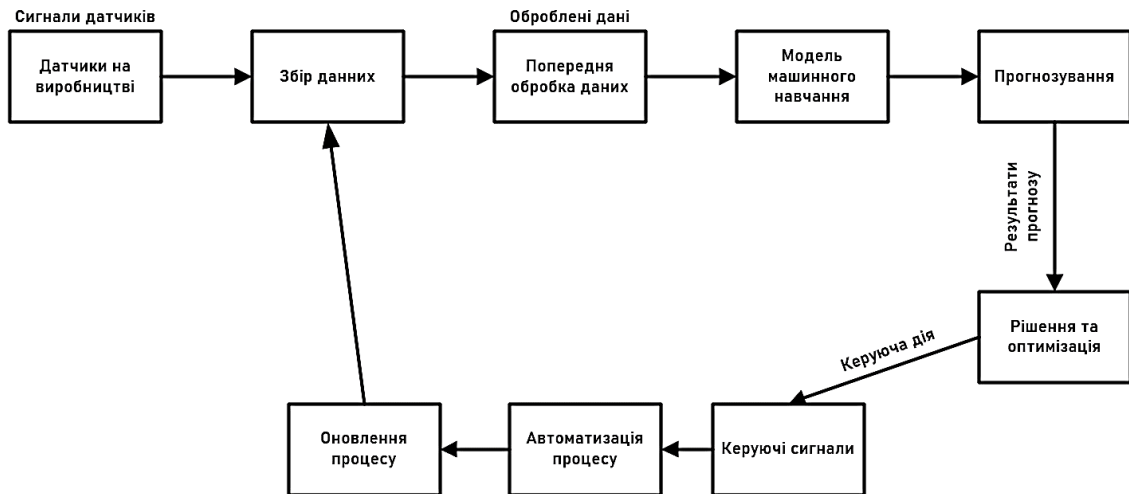 Сигнали датчиків
Оброблені дані
Датчики на
виробництві
Збір данних
Попередня
обробка даних
Модель
машинного
навчання
Прогнозування
Результати
прогнозу
Рішення та
оптимізація
Керуюча дія
Керуючі сигнали
Автоматизація
процесу
Оновлення
процесу